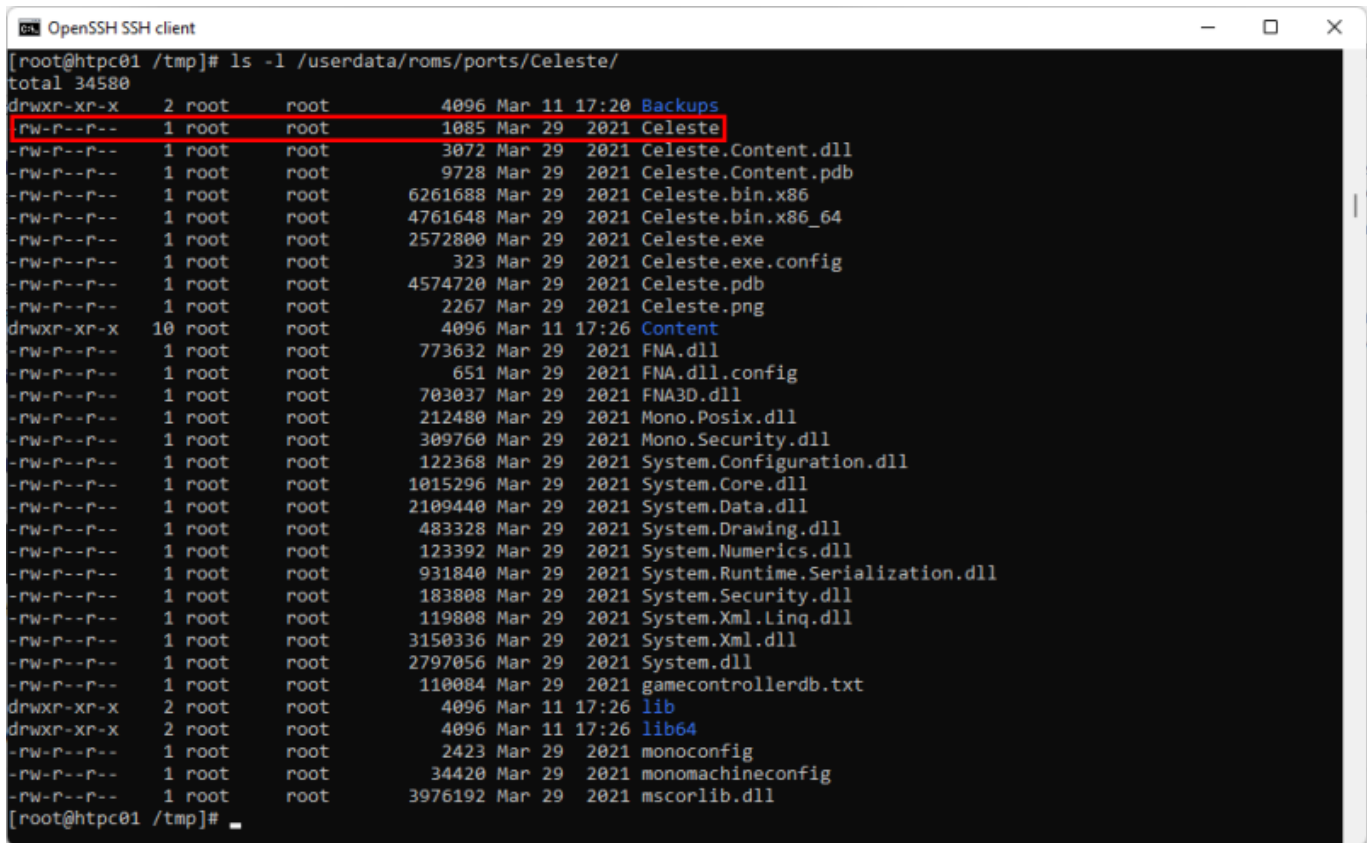 OpenSSH SSH client
[root@htpc01 /tmp]# ls -l /userdata/roms/ports/Celeste/
total 34580
drwxr-xr-x    2 root     root          4096 Mar 11 17:20 Backups
-rw-r--r--    1 root     root          1085 Mar 29  2021 Celeste
-rw-r--r--    1 root     root          3072 Mar 29  2021 Celeste.Content.dll
-rw-r--r--    1 root     root          9728 Mar 29  2021 Celeste.Content.pdb
-rw-r--r--    1 root     root       6261688 Mar 29  2021 Celeste.bin.x86
-rw-r--r--    1 root     root       4761648 Mar 29  2021 Celeste.bin.x86_64
-rw-r--r--    1 root     root       2572800 Mar 29  2021 Celeste.exe
-rw-r--r--    1 root     root           323 Mar 29  2021 Celeste.exe.config
-rw-r--r--    1 root     root       4574720 Mar 29  2021 Celeste.pdb
-rw-r--r--    1 root     root          2267 Mar 29  2021 Celeste.png
drwxr-xr-x   10 root     root          4096 Mar 11 17:26 Content
-rw-r--r--    1 root     root        773632 Mar 29  2021 FNA.dll
-rw-r--r--    1 root     root           651 Mar 29  2021 FNA.dll.config
-rw-r--r--    1 root     root        703037 Mar 29  2021 FNA3D.dll
-rw-r--r--    1 root     root        212480 Mar 29  2021 Mono.Posix.dll
-rw-r--r--    1 root     root        309760 Mar 29  2021 Mono.Security.dll
-rw-r--r--    1 root     root        122368 Mar 29  2021 System.Configuration.dll
-rw-r--r--    1 root     root       1015296 Mar 29  2021 System.Core.dll
-rw-r--r--    1 root     root       2109440 Mar 29  2021 System.Data.dll
-rw-r--r--    1 root     root        483328 Mar 29  2021 System.Drawing.dll
-rw-r--r--    1 root     root        123392 Mar 29  2021 System.Numerics.dll
-rw-r--r--    1 root     root        931840 Mar 29  2021 System.Runtime.Serialization.dll
-rw-r--r--    1 root     root        183808 Mar 29  2021 System.Security.dll
-rw-r--r--    1 root     root        119808 Mar 29  2021 System.Xml.Linq.dll
-rw-r--r--    1 root     root       3150336 Mar 29  2021 System.Xml.dll
-rw-r--r--    1 root     root       2797056 Mar 29  2021 System.dll
-rw-r--r--    1 root     root        110084 Mar 29  2021 gamecontrollerdb.txt
drwxr-xr-x    2 root     root          4096 Mar 11 17:26 lib
drwxr-xr-x    2 root     root          4096 Mar 11 17:26 lib64
-rw-r--r--    1 root     root          2423 Mar 29  2021 monoconfig
-rw-r--r--    1 root     root         34420 Mar 29  2021 monomachineconfig
-rw-r--r--    1 root     root       3976192 Mar 29  2021 mscorlib.dll
[root@htpc01 /tmp]#